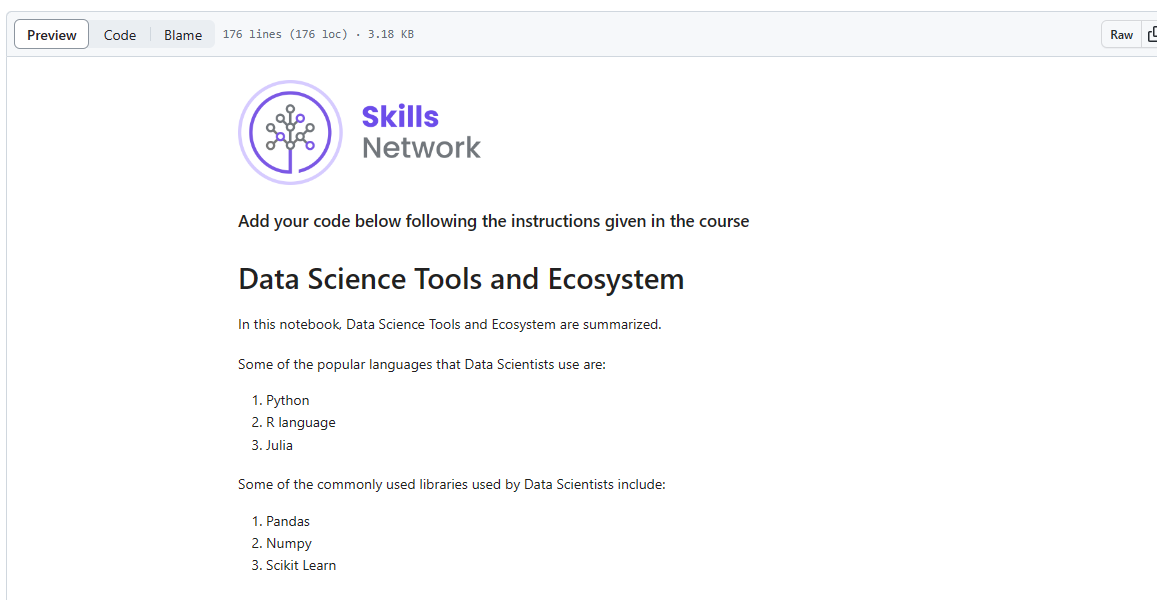 Preview Code Blame 176 lines (176 loc) · 3.18 KB Raw
Skills
Network
Add your code below following the instructions given in the course
Data Science Tools and Ecosystem
In this notebook, Data Science Tools and Ecosystem are summarized.
Some of the popular languages that Data Scientists use are:
1. Python
2. R language
3. Julia
Some of the commonly used libraries used by Data Scientists include:
1. Pandas
2. Numpy
3. Scikit Learn